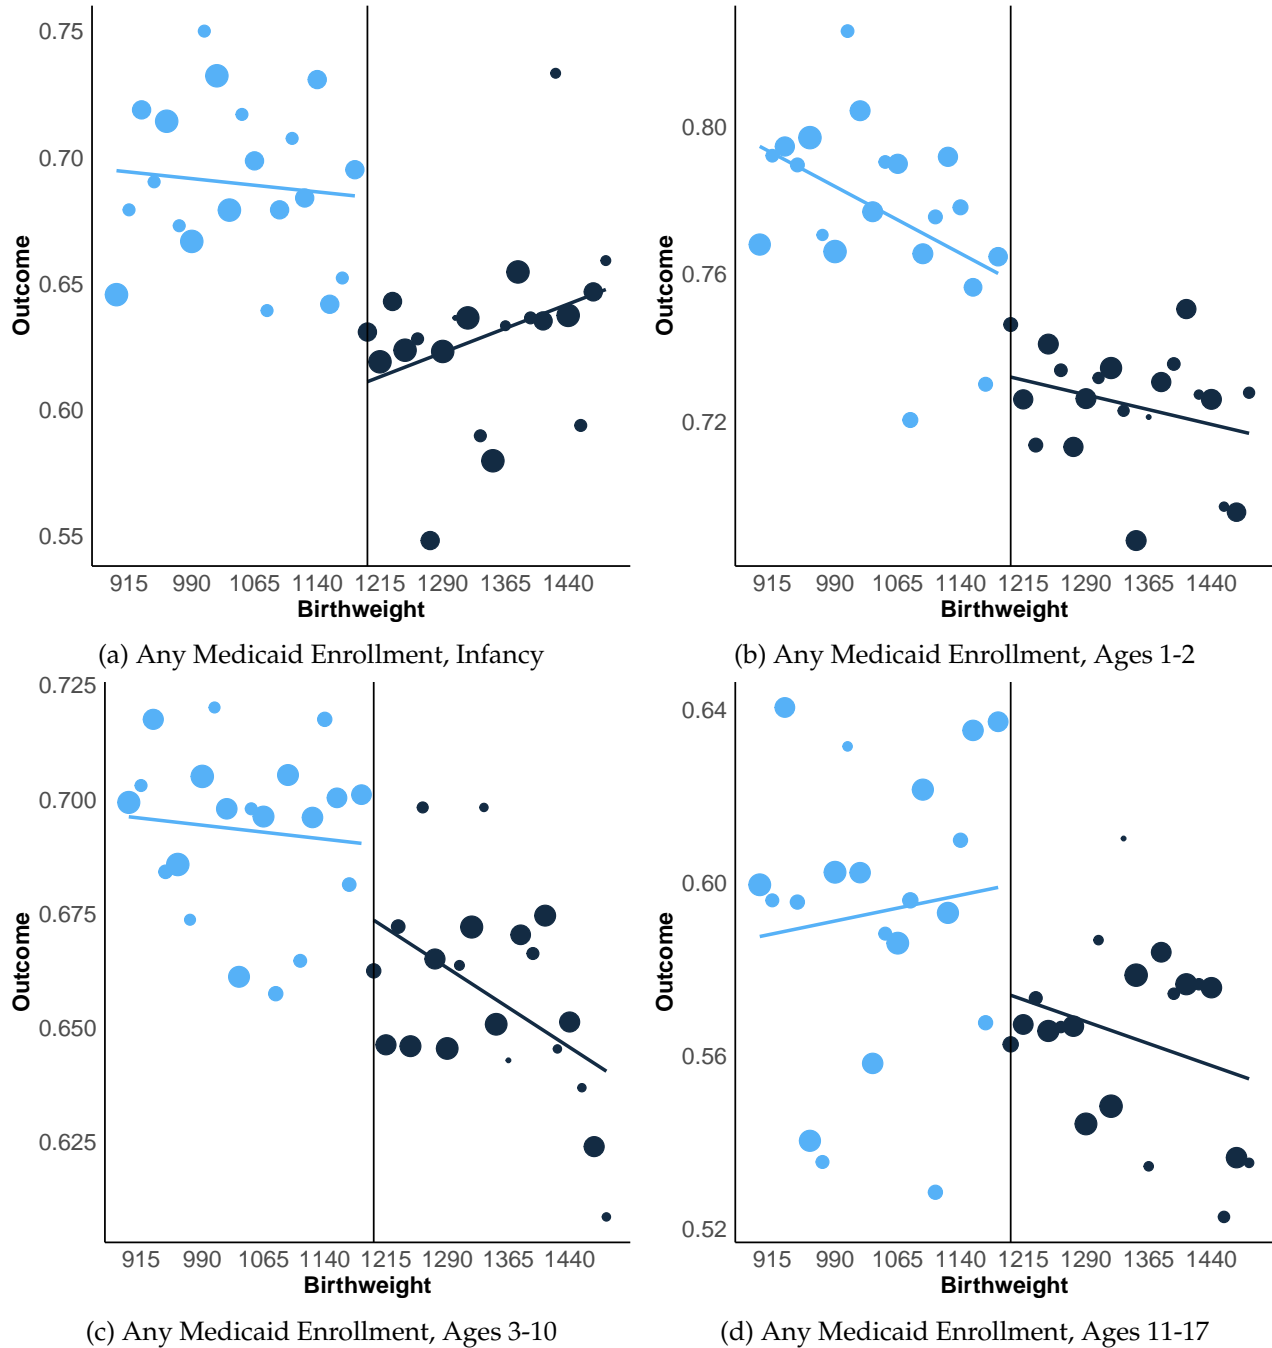 0.75
0.70
0.65
0.60
0.55
Outcome
915 990 1065 1140 1215 1290 1365 1440
Birthweight
(a) Any Medicaid Enrollment, Infancy
0.80
0.76
0.72
Outcome
915 990 1065 1140 1215 1290 1365 1440
Birthweight
(b) Any Medicaid Enrollment, Ages 1-2
0.725
0.700
0.675
0.650
0.625
Outcome
915 990 1065 1140 1215 1290 1365 1440
Birthweight
(c) Any Medicaid Enrollment, Ages 3-10
0.64
0.60
0.56
0.52
Outcome
915 990 1065 1140 1215 1290 1365 1440
Birthweight
(d) Any Medicaid Enrollment, Ages 11-17